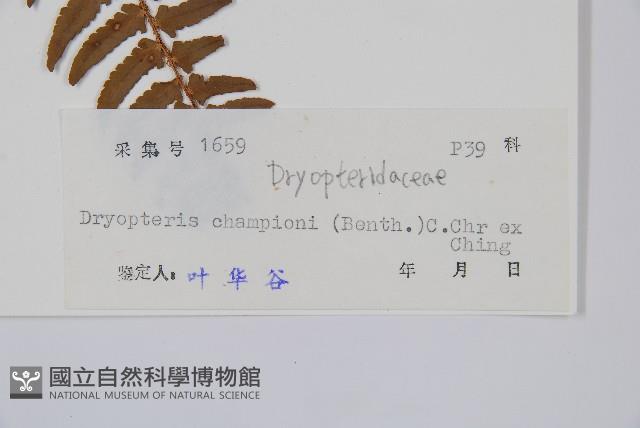 采集号 1659 P39 科
Dryopteridaceae
Dryopteris championi (Benth.)C.Chr ex
Ching
鉴定人: 叶华谷 年 月 日
國立自然科學博物館
NATIONAL MUSEUM OF NATURAL SCIENCE